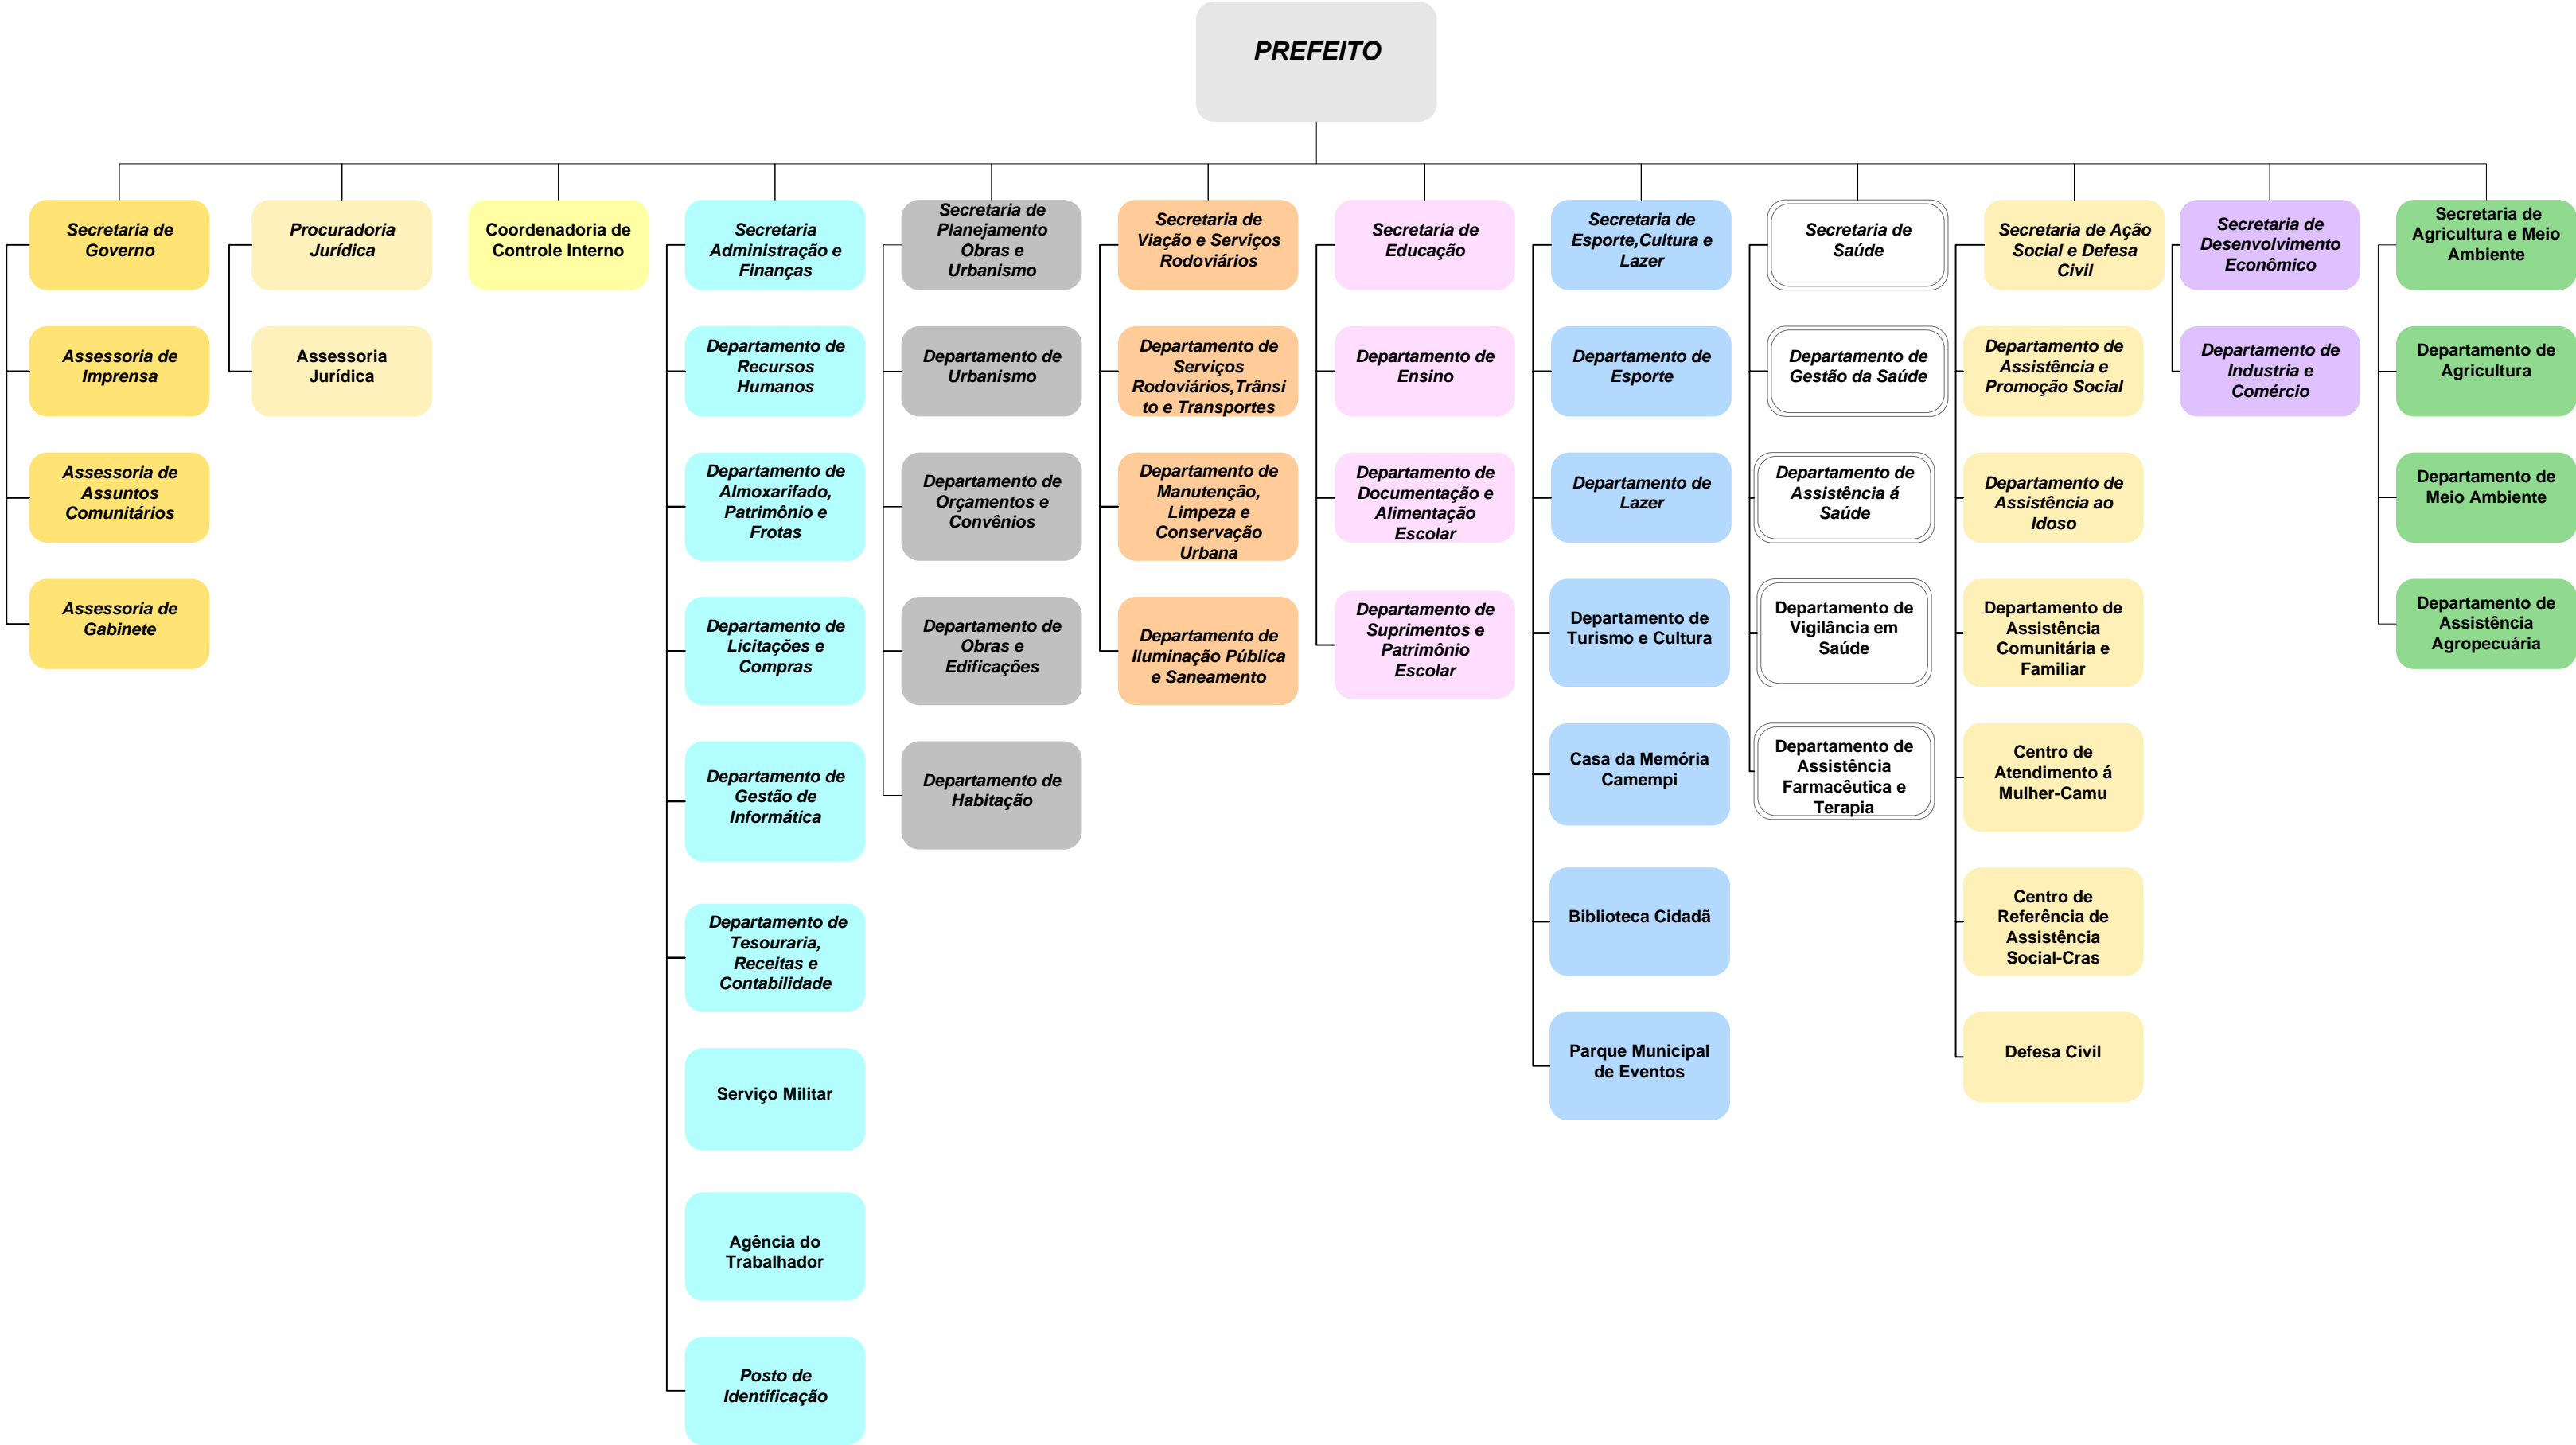 PREFEITO
Secretaria de
Governo
Assessoria de
Imprensa
Assessoria de
Assuntos
Comunitários
Assessoria de
Gabinete
Procuradoria
Jurídica
Assessoria
Jurídica
Coordenadoria de
Controle Interno
Secretaria
Administração e
Finanças
Departamento de
Recursos
Humanos
Departamento de
Almoxarifado,
Patrimônio e
Frotas
Departamento de
Licitações e
Compras
Departamento de
Gestão de
Informática
Departamento de
Tesouraria,
Receitas e
Contabilidade
Serviço Militar
Agência do
Trabalhador
Posto de
Identificação
Secretaria de
Planejamento
Obras e
Urbanismo
Departamento de
Urbanismo
Departamento de
Orçamentos e
Convênios
Departamento de
Obras e
Edificações
Departamento de
Habitação
Secretaria de
Viação e Serviços
Rodoviários
Departamento de
Serviços
Rodoviários,Trânsi
to e Transportes
Departamento de
Manutenção,
Limpeza e
Conservação
Urbana
Departamento de
Iluminação Pública
e Saneamento
Secretaria de
Educação
Departamento de
Ensino
Departamento de
Documentação e
Alimentação
Escolar
Departamento de
Suprimentos e
Patrimônio
Escolar
Secretaria de
Esporte,Cultura e
Lazer
Departamento de
Esporte
Departamento de
Lazer
Departamento de
Turismo e Cultura
Casa da Memória
Camempi
Biblioteca Cidadã
Parque Municipal
de Eventos
Secretaria de
Saúde
Departamento de
Gestão da Saúde
Departamento de
Assistência á
Saúde
Departamento de
Vigilância em
Saúde
Departamento de
Assistência
Farmacêutica e
Terapia
Secretaria de Ação
Social e Defesa
Civil
Departamento de
Assistência e
Promoção Social
Departamento de
Assistência ao
Idoso
Departamento de
Assistência
Comunitária e
Familiar
Centro de
Atendimento á
Mulher-Camu
Centro de
Referência de
Assistência
Social-Cras
Defesa Civil
Secretaria de
Desenvolvimento
Econômico
Departamento de
Industria e
Comércio
Secretaria de
Agricultura e Meio
Ambiente
Departamento de
Agricultura
Departamento de
Meio Ambiente
Departamento de
Assistência
Agropecuária